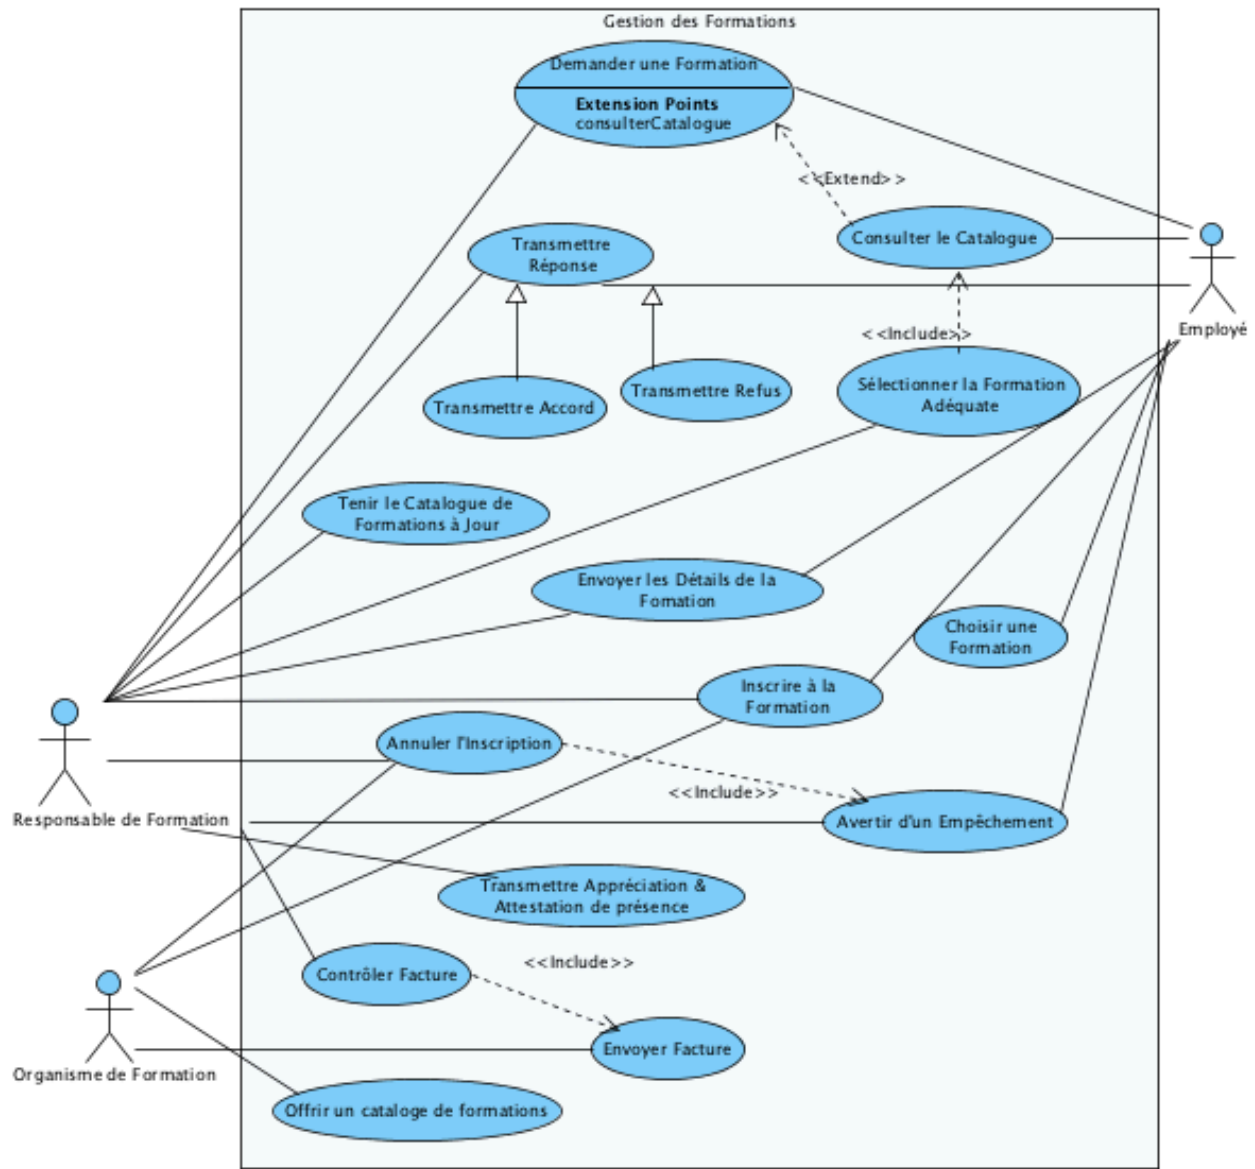 Gestion des Formations
Demander une Formation
Extension Points
consulterCatalogue
<<Extend>>
Consulter le Catalogue
Transmettre
Réponse
Employé
<<Include>>
Transmettre Accord
Transmettre Refus
Sélectionner la Formation
Adéquate
Tenir le Catalogue de
Formations à Jour
Envoyer les Détails de la
Fomation
Choisir une
Formation
Inscrire à la
Formation
Annuler l'Inscription
<<Include>>
Responsable de Formation
Avertir d'un Empêchement
Transmettre Appréciation &
Attestation de présence
<<Include>>
Contrôler Facture
Envoyer Facture
Organisme de Formation
Offrir un cataloge de formations